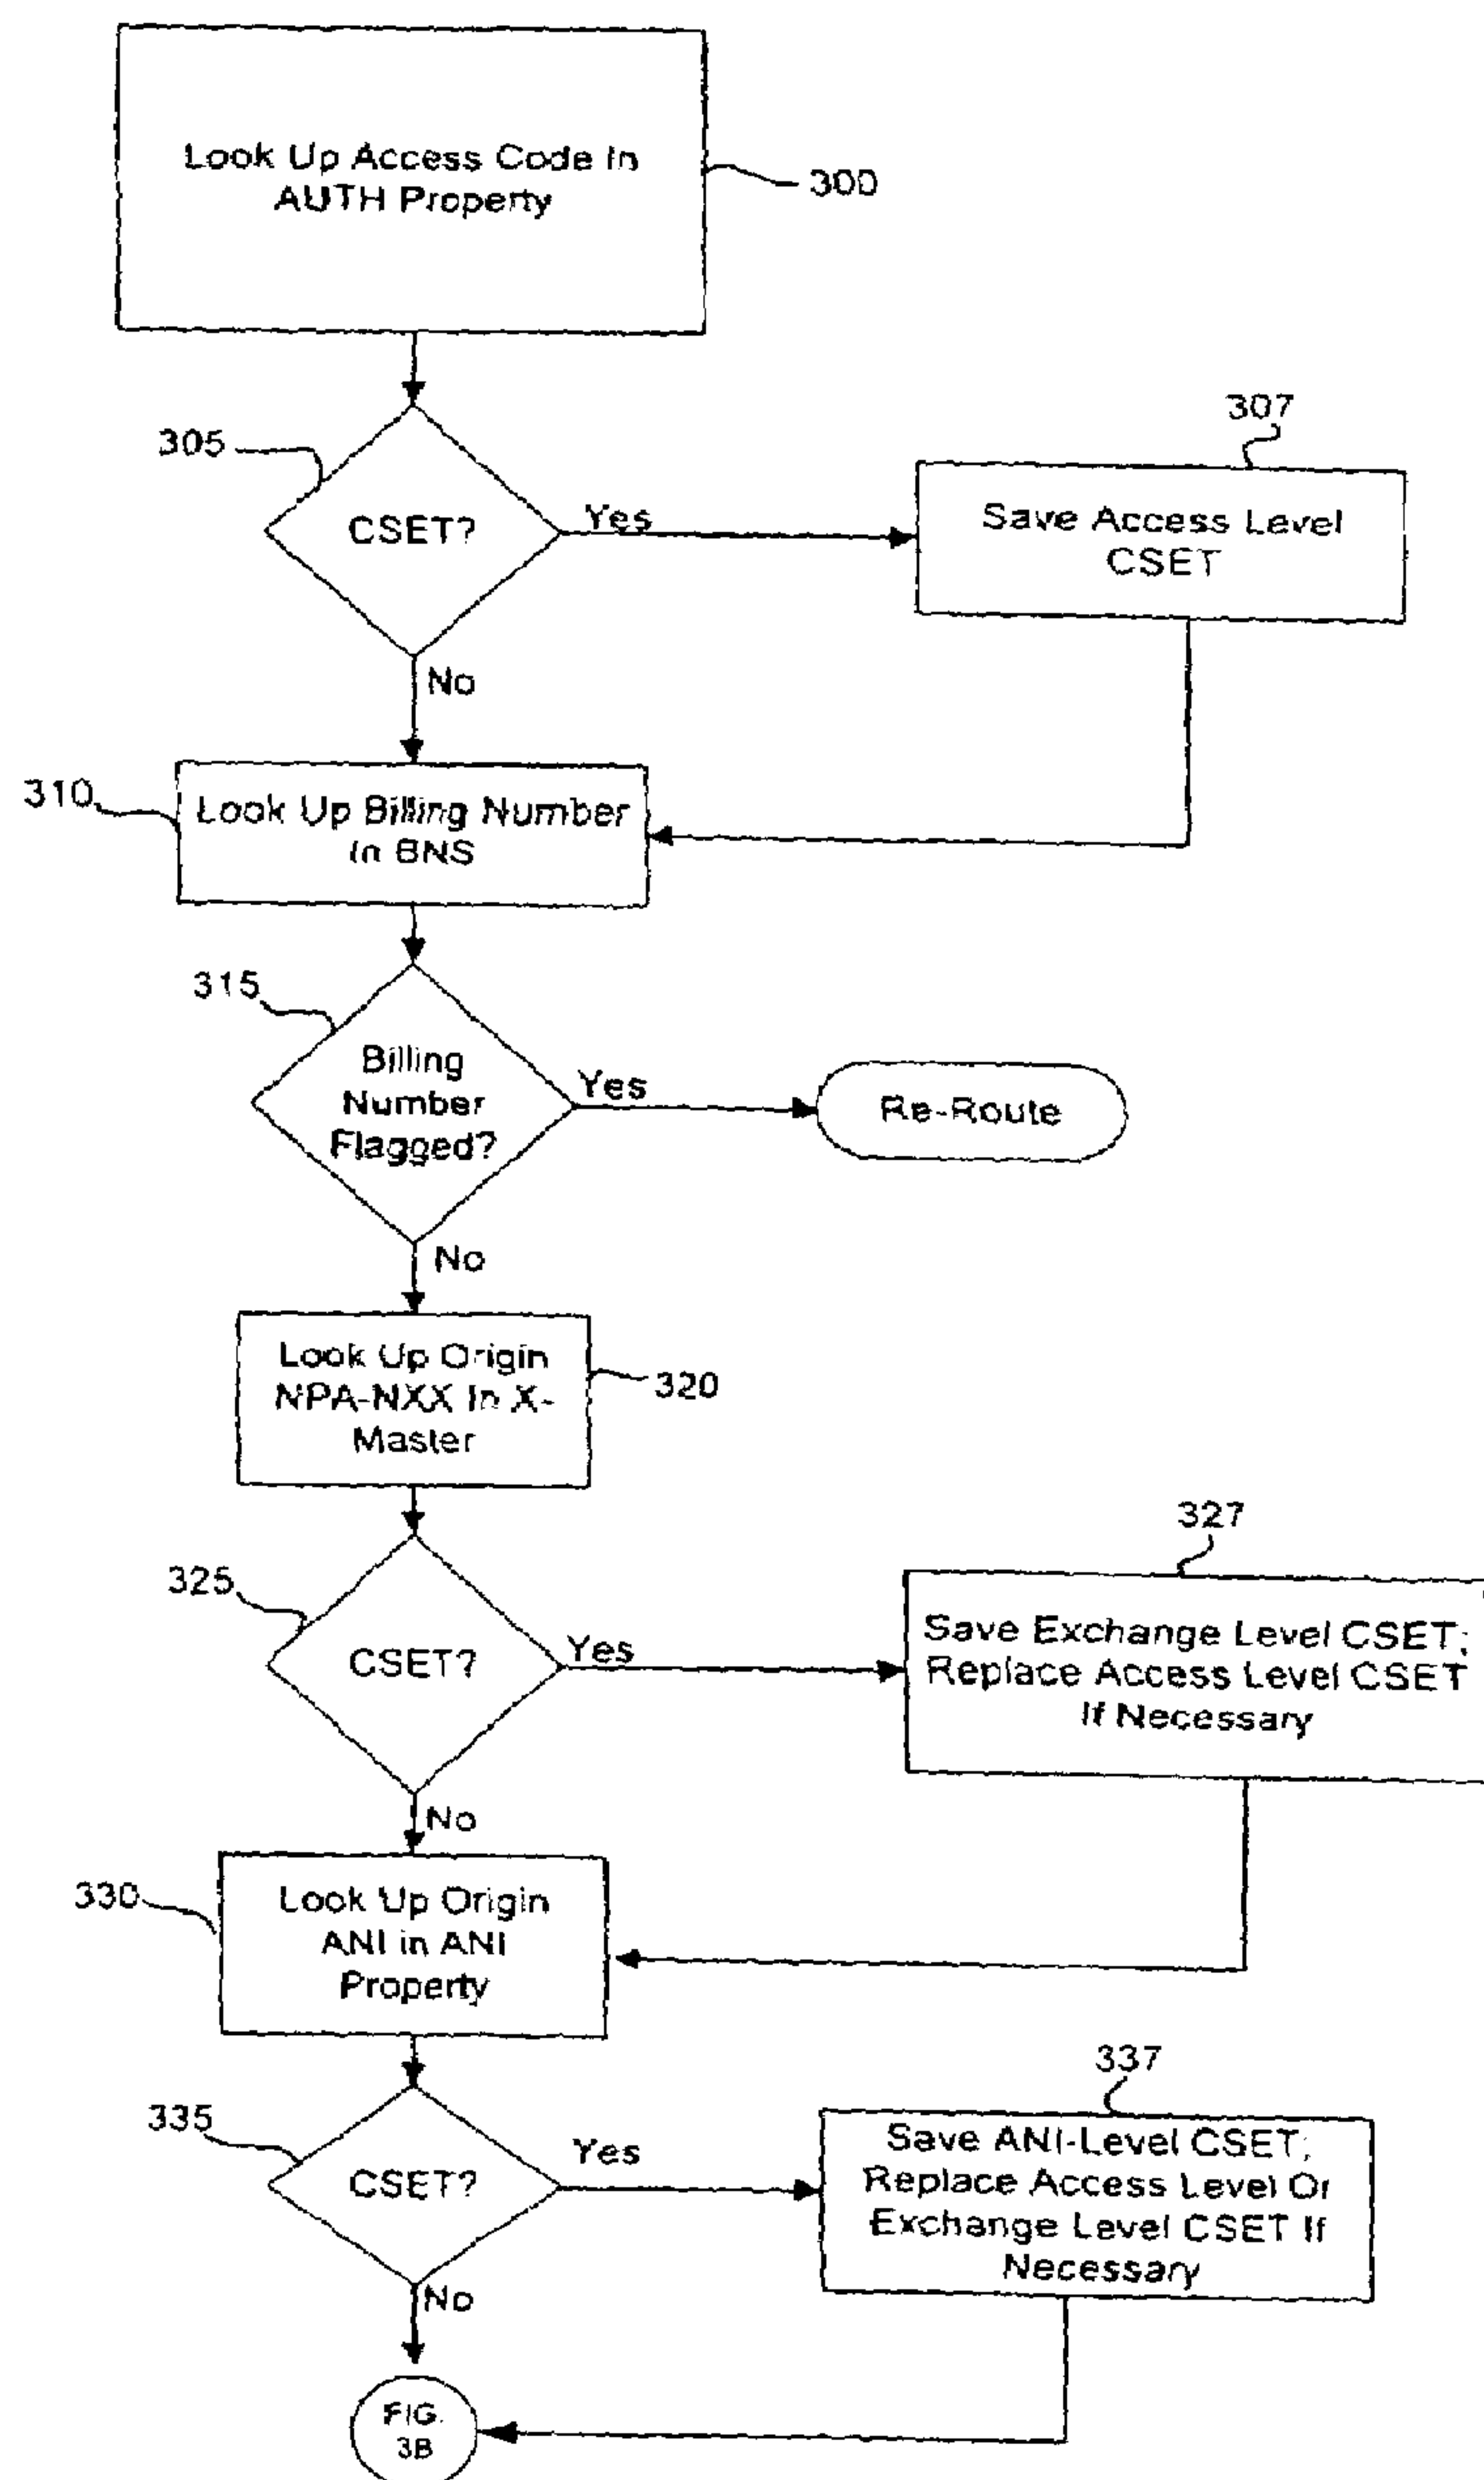 Look Up Access Code In
AUTH Property
300
305
CSET?
Yes
307
Save Access Level
CSET
No
310
Look Up Billing Number
In BNS
315
Billing
Number
Flagged?
Yes
Re-Route
No
Look Up Origin
NPA-NXX In X-
Master
320
325
CSET?
Yes
327
Save Exchange Level CSET;
Replace Access Level CSET
If Necessary
No
330
Look Up Origin
ANI in ANI
Property
335
CSET?
Yes
337
Save ANI-Level CSET;
Replace Access Level Or
Exchange Level CSET If
Necessary
No
FIG.
3B